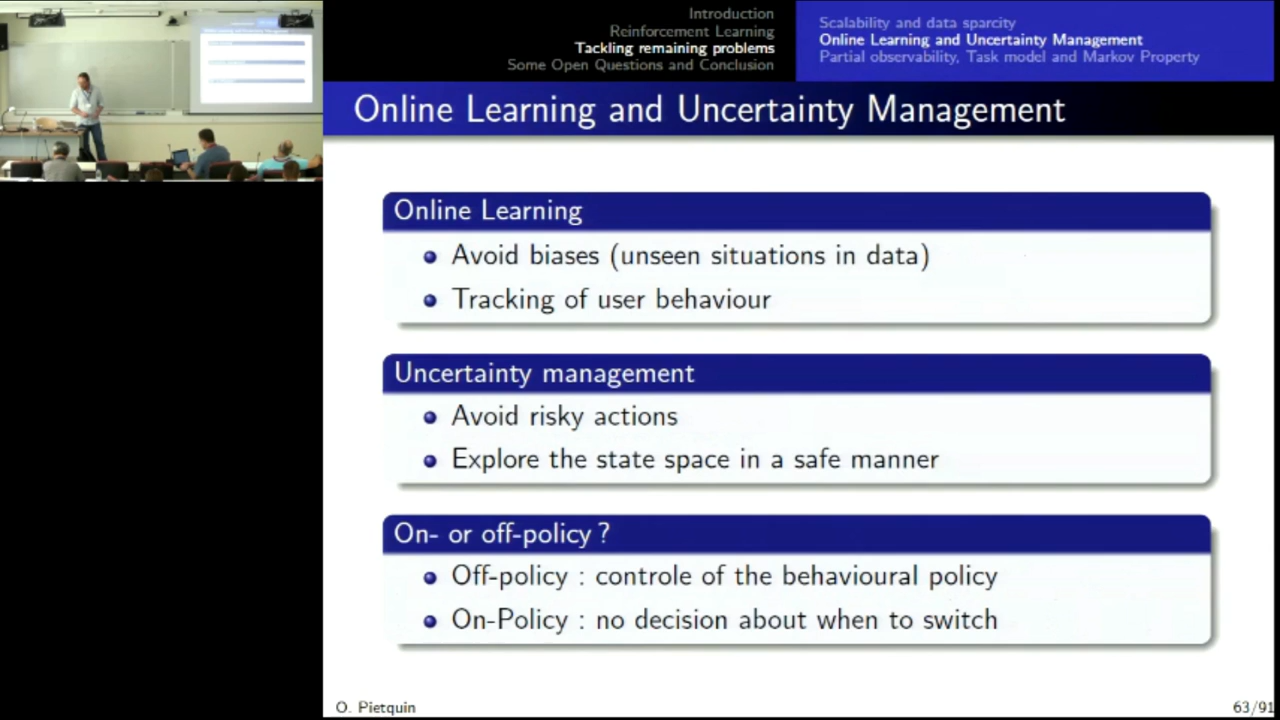 Introduction
Reinforcement Learning
Tackling remaining problems
Some Open Questions and Conclusion
Scalability and data sparcity
Online Learning and Uncertainty Management
Partial observability, Task model and Markov Property
Online Learning and Uncertainty Management
Online Learning
Avoid biases (unseen situations in data)
Tracking of user behaviour
Uncertainty management
Avoid risky actions
Explore the state space in a safe manner
On- or off-policy ?
Off-policy : controle of the behavioural policy
On-Policy : no decision about when to switch
O. Pietquin
63/91